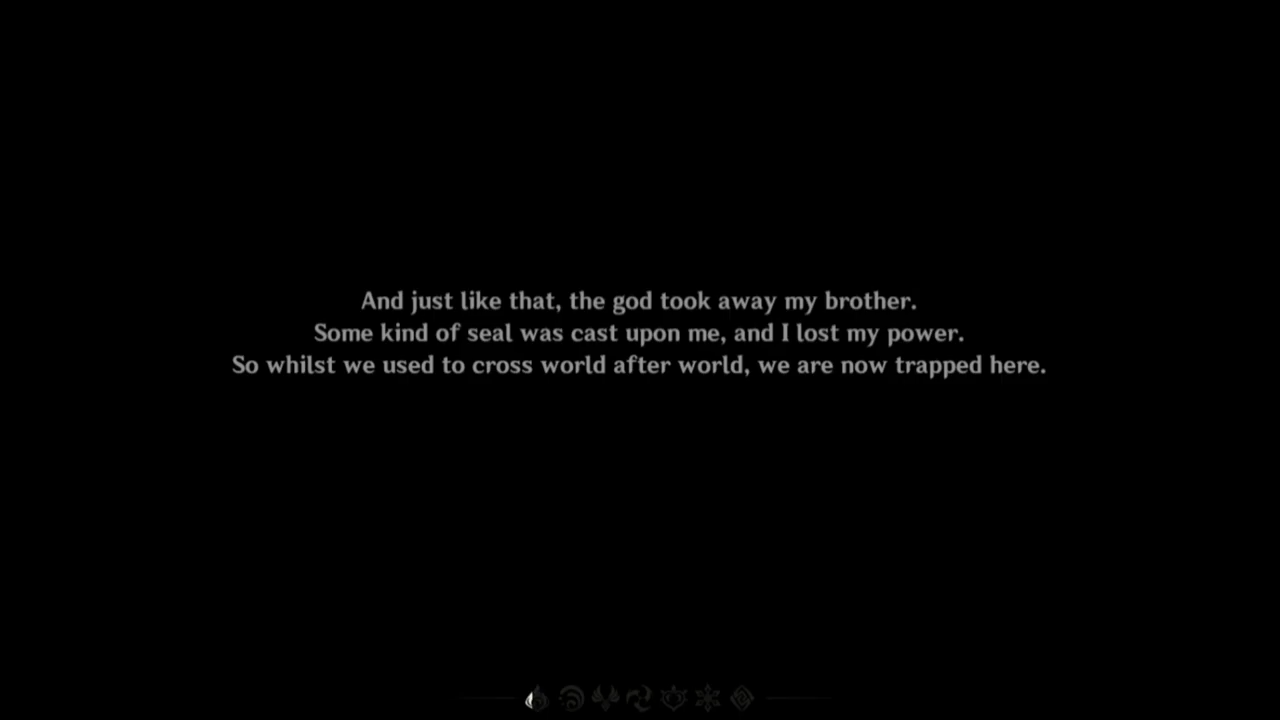 And just like that, the god took away my brother.
Some kind of seal was cast upon me, and I lost my power.
So whilst we used to cross world after world, we are now trapped here.